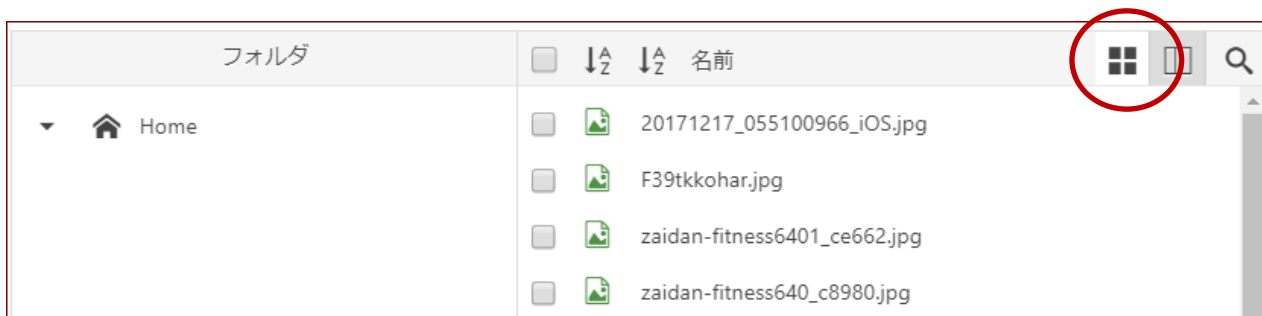 フォルダ
名前
Home
20171217_055100966_iOS.jpg
F39tkkohar.jpg
zaidan-fitness6401_ce662.jpg
zaidan-fitness640_c8980.jpg